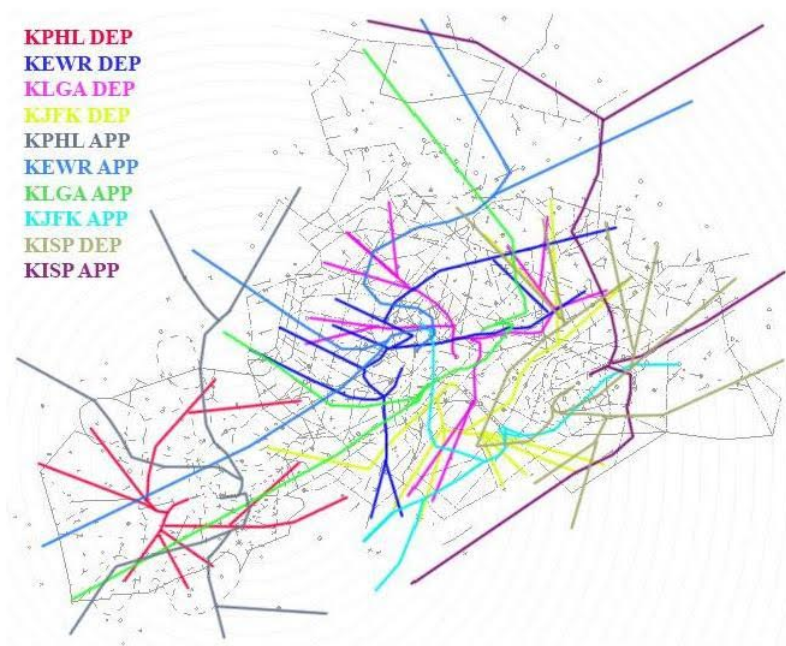 KPHL DEP
KEWR DEP
KLGA DEP
KJFK DEP
KPHL APP
KEWR APP
KLGA APP
KJFK APP
KISP DEP
KISP APP